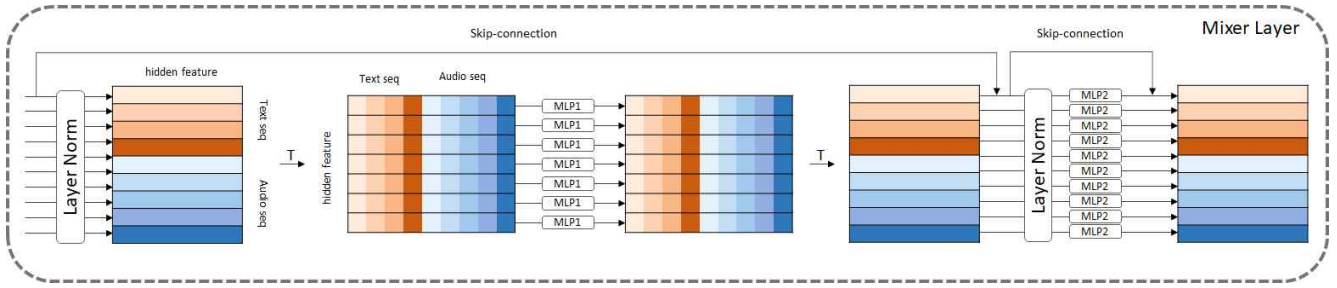 Mixer Layer
Skip-connection
Skip-connection
hidden feature
Text seq
Audio seq
Layer Norm
T
Text seq
Audio seq
hidden feature
MLP1
MLP1
MLP1
MLP1
MLP1
MLP1
MLP1
T
Layer Norm
MLP2
MLP2
MLP2
MLP2
MLP2
MLP2
MLP2
MLP2
MLP2
MLP2